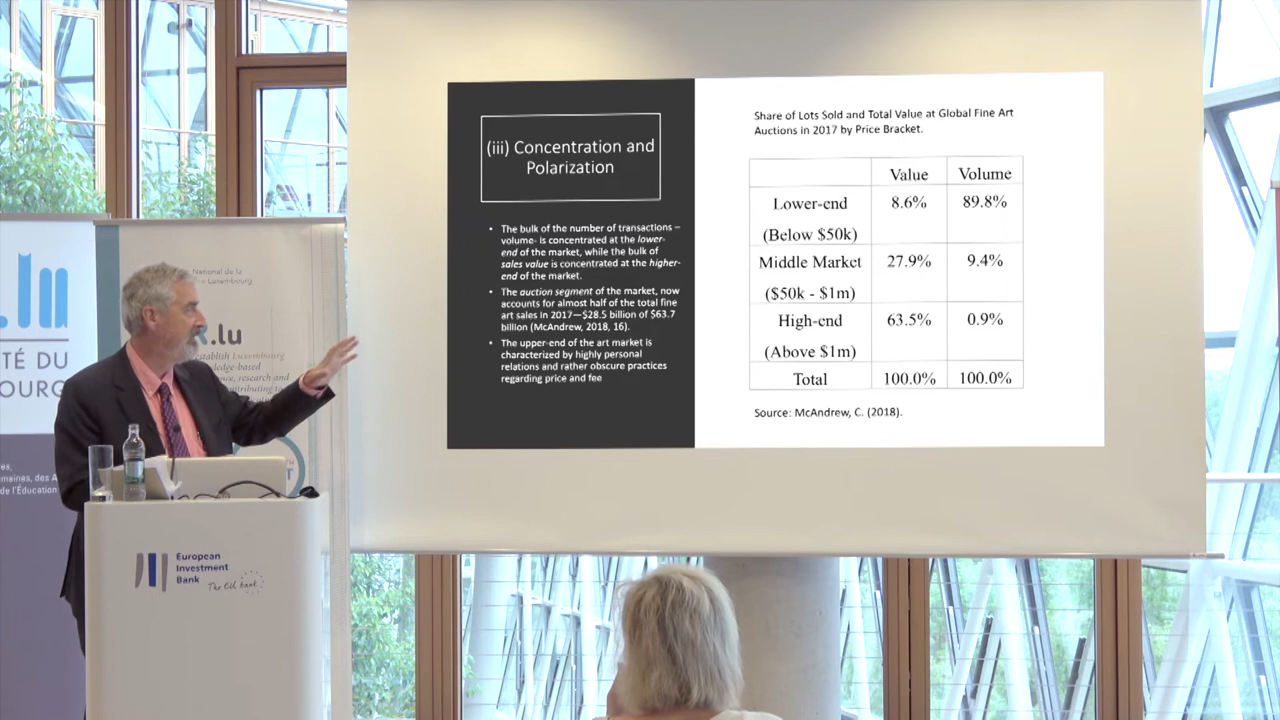 (iii) Concentration and
Polarization
• The bulk of the number of transactions –
volume- is concentrated at the lower-
end of the market, while the bulk of
sales value is concentrated at the higher-
end of the market.
• The auction segment of the market, now
accounts for almost half of the total fine
art sales in 2017—$28.5 billion of $63.7
billion (McAndrew, 2018, 16).
• The upper-end of the art market is
characterized by highly personal
relations and rather obscure practices
regarding price and fee
Share of Lots Sold and Total Value at Global Fine Art
Auctions in 2017 by Price Bracket.
Value Volume
Lower-end 8.6% 89.8%
(Below $50k)
Middle Market 27.9% 9.4%
($50k - $1m)
High-end 63.5% 0.9%
(Above $1m)
Total 100.0% 100.0%
Source: McAndrew, C. (2018).
.lu
TÉ DU
OURG
de l'Éducation
National de la
Luxembourg
.lu
establish Luxembourg
research and
European
Investment
Bank
The EU bank